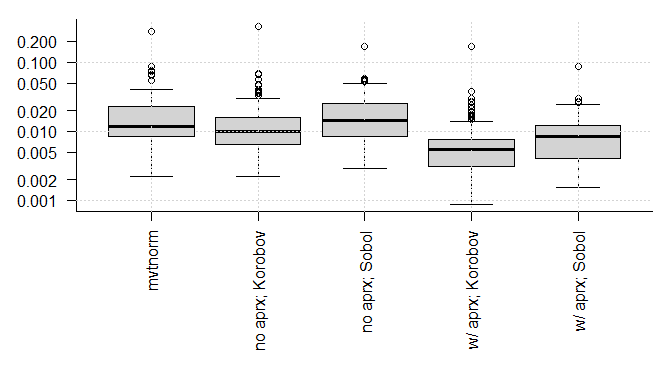 0.200
0.100
0.050
0.020
0.010
0.005
0.002
0.001
mvtnorm
no aprx; Korobov
no aprx; Sobol
w/ aprx; Korobov
w/ aprx; Sobol